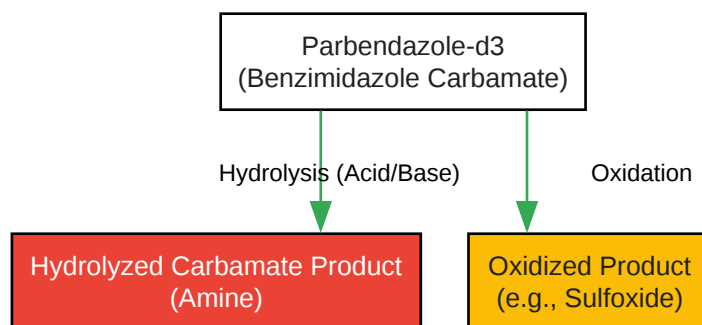 Parbendazole-d3
(Benzimidazole Carbamate)
Hydrolysis (Acid/Base)
Oxidation
Hydrolyzed Carbamate Product
(Amine)
Oxidized Product
(e.g., Sulfoxide)